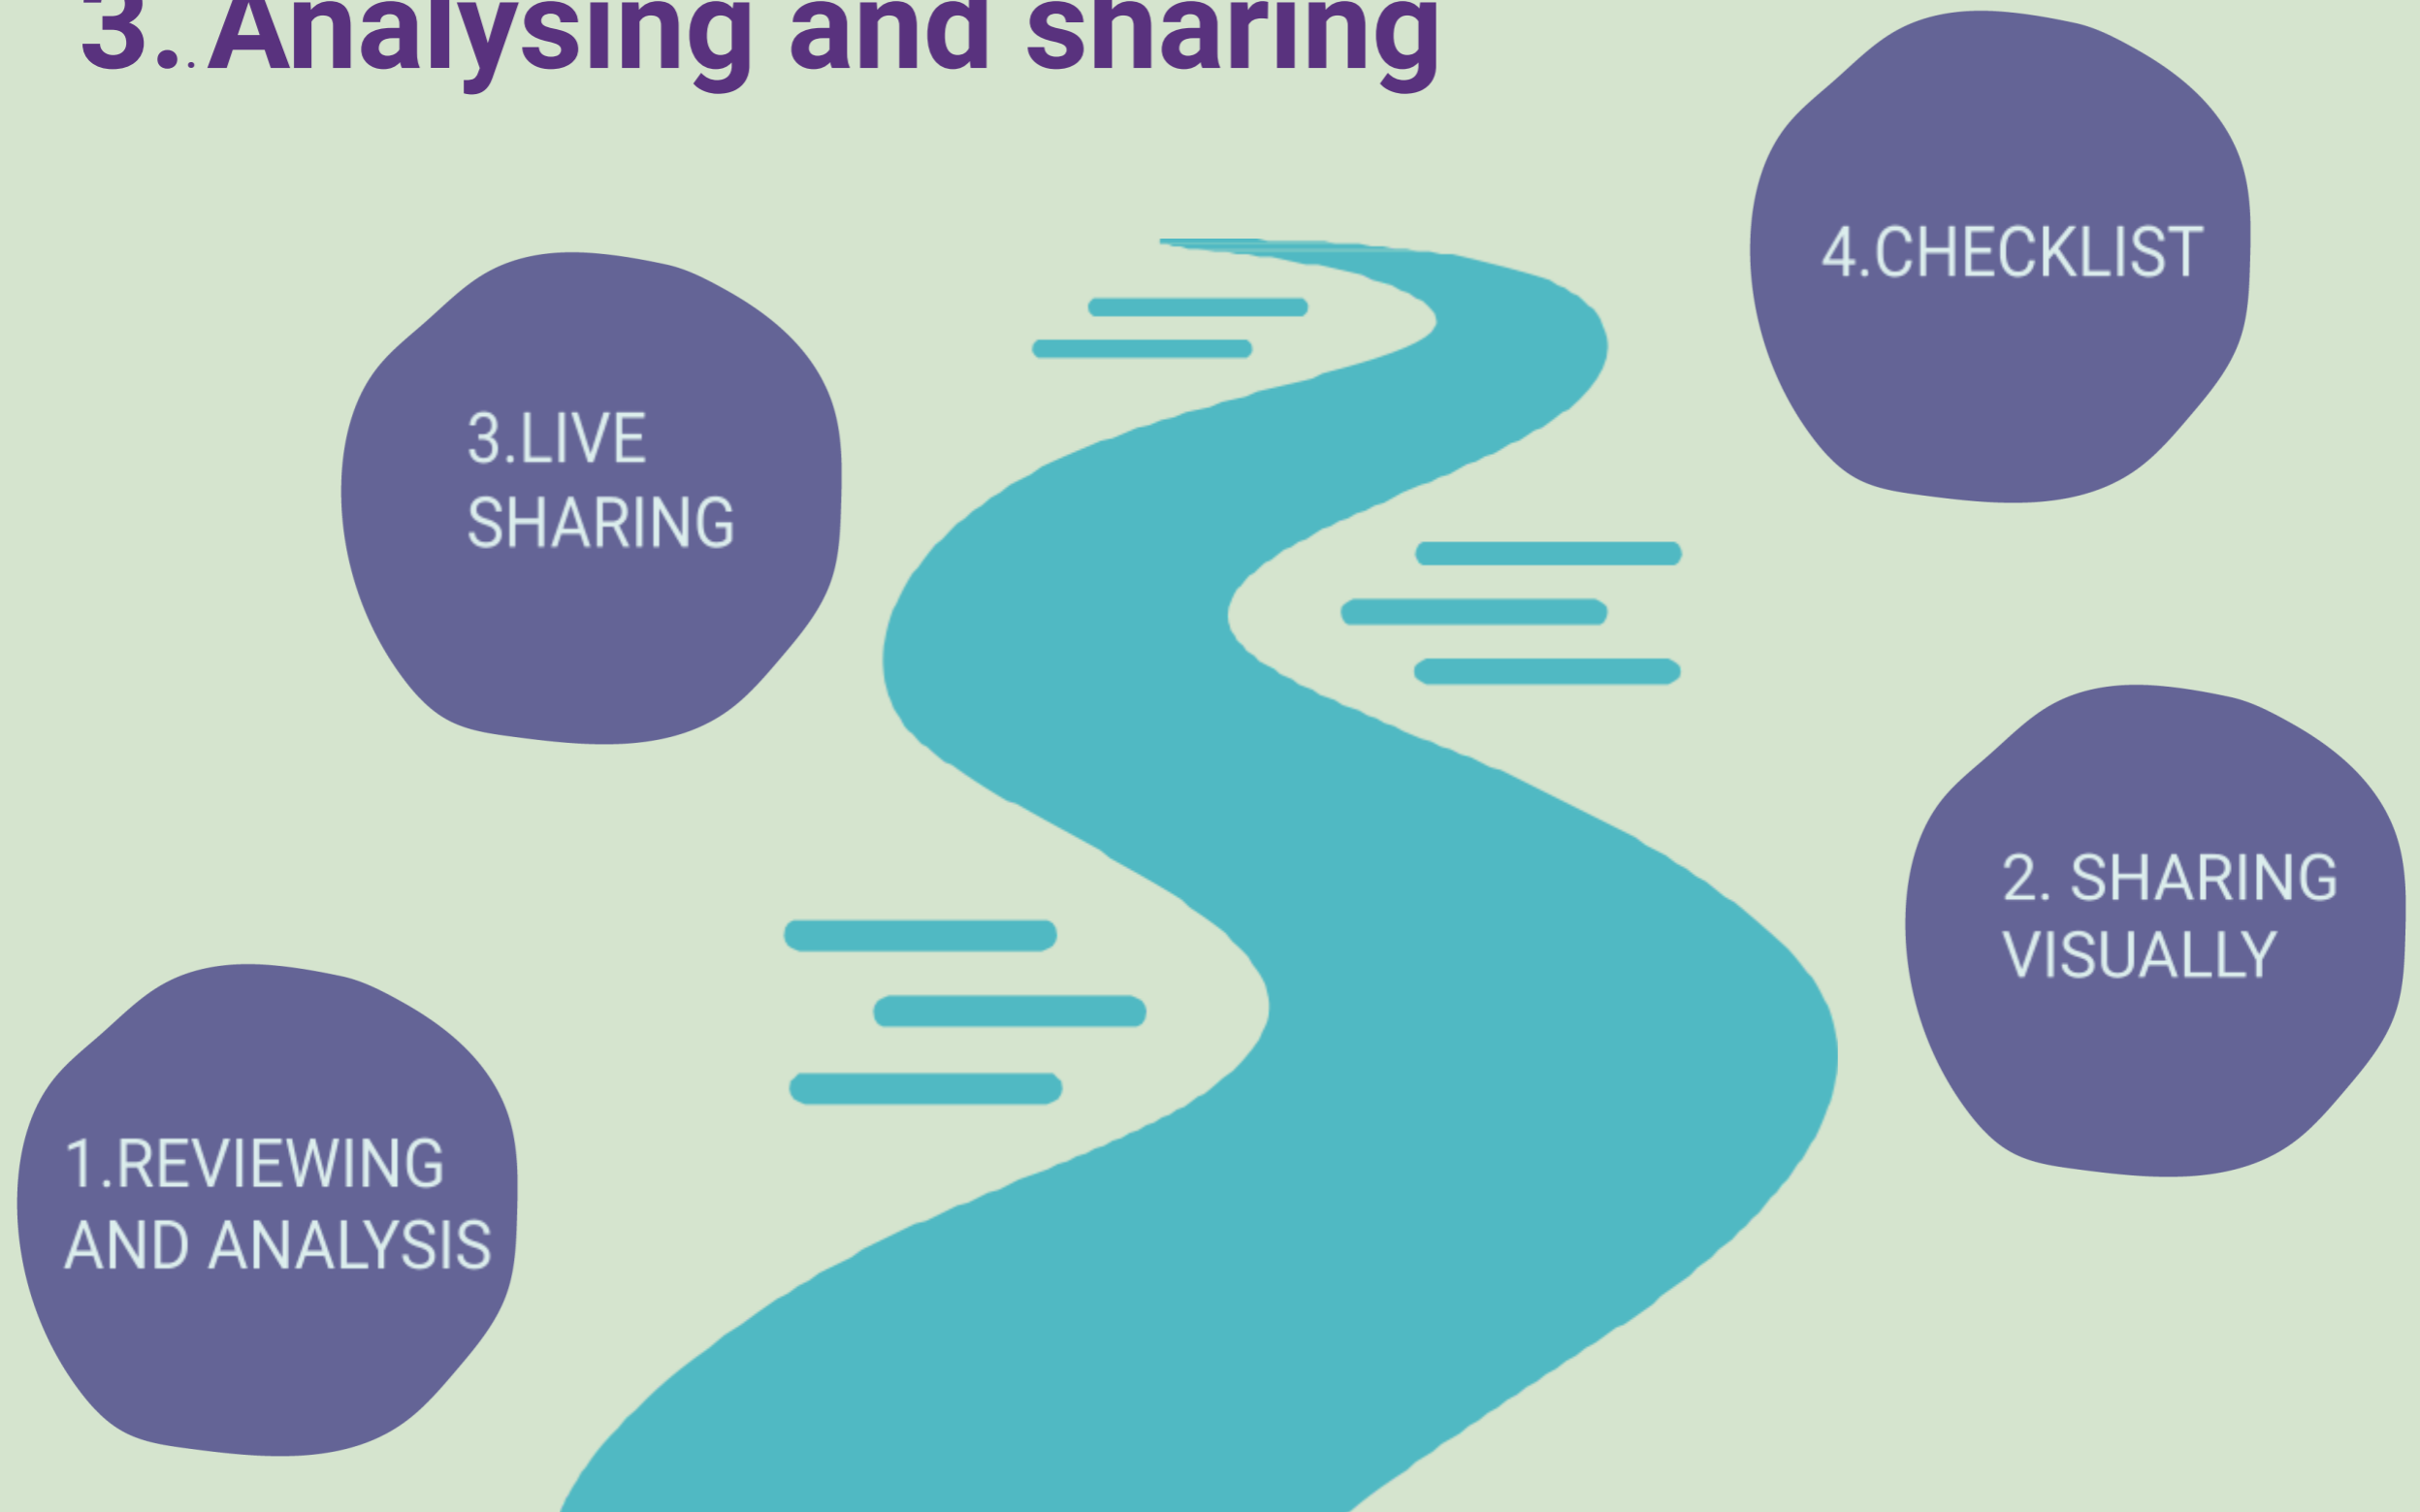 3.. Analysing and sharing
4.CHECKLIST
3.LIVE
SHARING
2. SHARING
VISUALLY
1.REVIEWING
AND ANALYSIS